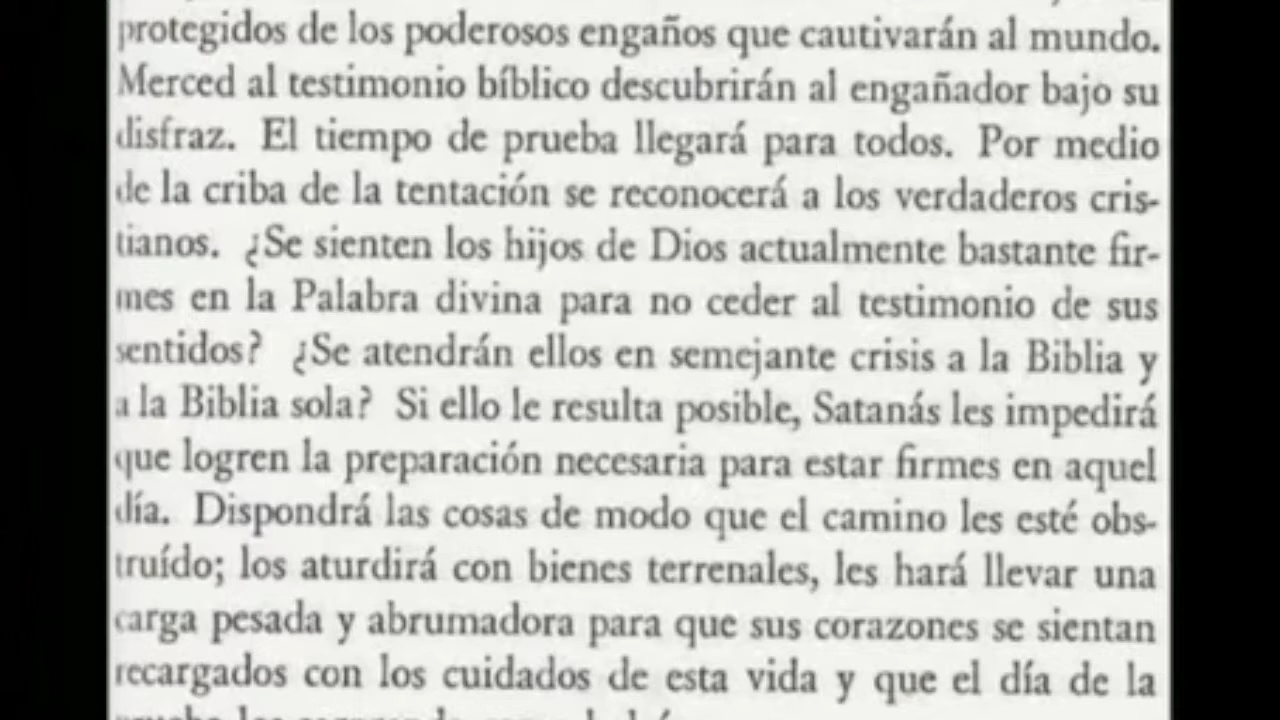 protegidos de los poderosos engaños que cautivarán al mundo.
Merced al testimonio bíblico descubrirán al engañador bajo su
disfraz. El tiempo de prueba llegará para todos. Por medio
de la criba de la tentación se reconocerá a los verdaderos cris-
tianos. ¿Se sienten los hijos de Dios actualmente bastante fir-
mes en la Palabra divina para no ceder al testimonio de sus
sentidos? ¿Se atendrán ellos en semejante crisis a la Biblia y
a la Biblia sola? Si ello le resulta posible, Satanás les impedirá
que logren la preparación necesaria para estar firmes en aquel
día. Dispondrá las cosas de modo que el camino les esté obs-
truído; los aturdirá con bienes terrenales, les hará llevar una
carga pesada y abrumadora para que sus corazones se sientan
recargados con los cuidados de esta vida y que el día de la